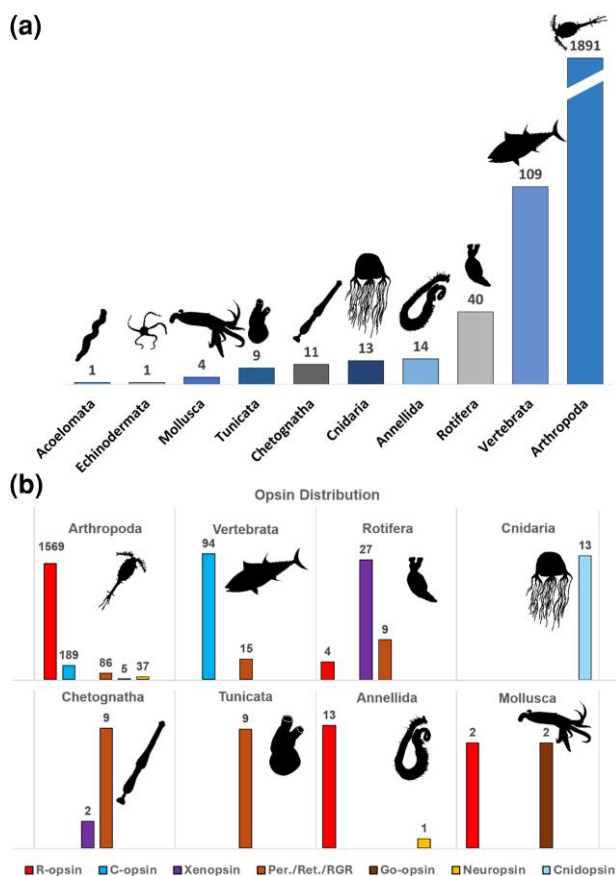 (a)
1891
109
40
14
13
11
9
4
1
1
Acoelomata
Echinodermata
Mollusca
Tunicata
Chetognatha
Cnidaria
Annellida
Rotifera
Vertebrata
Arthropoda
(b)
Opsin Distribution
Arthropoda Vertebrata Rotifera Cnidaria
1569 189 86 5 37 94 15 4 27 9 13
Chetognatha Tunicata Annellida Mollusca
2 9 9 13 1 2 2
R-opsin C-opsin Xenopsin Per./Ret./RGR Go-opsin Neuropsin Cnidopsin